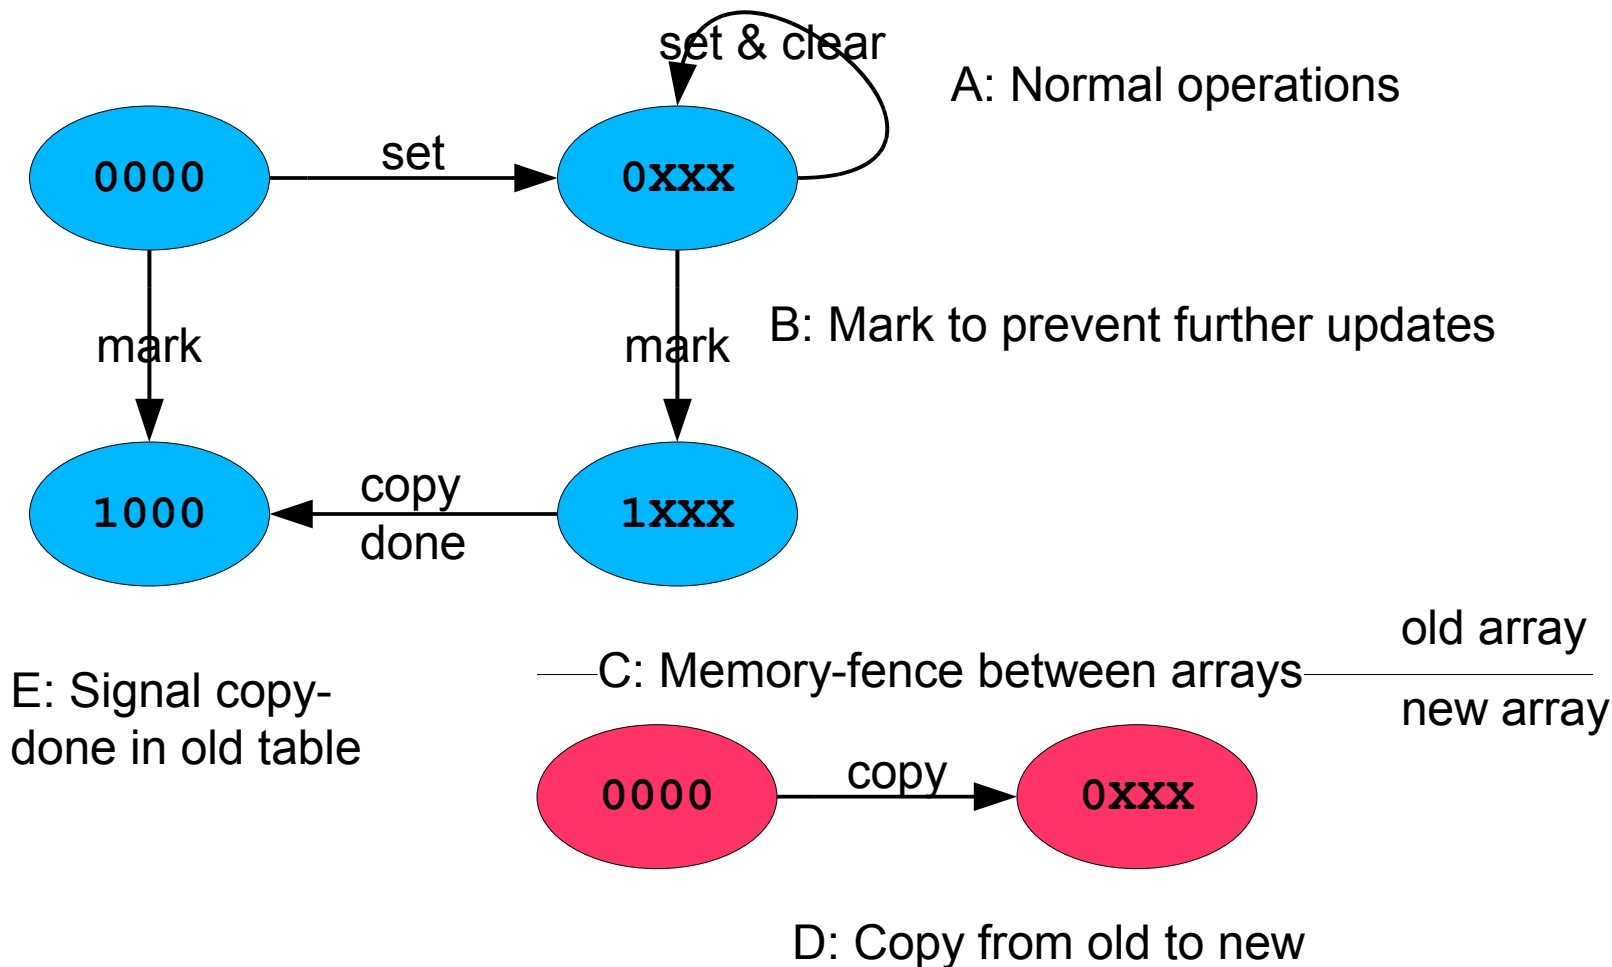 set & clear
A: Normal operations
0000
set
0xxx
mark
mark
B: Mark to prevent further updates
1000
copy
done
1xxx
old array
C: Memory-fence between arrays
new array
E: Signal copy-
done in old table
0000
copy
0xxx
D: Copy from old to new